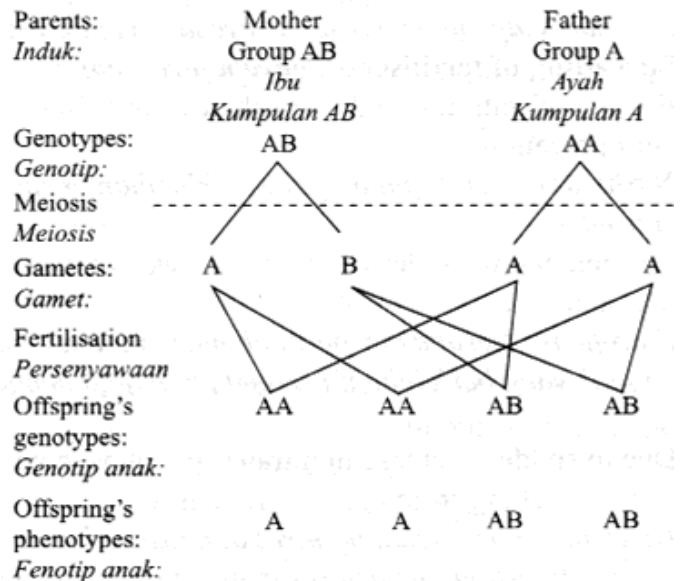 Parents: Mother Father
Induk: Group AB Group A
Ibu Ayah
Kumpulan AB Kumpulan A
Genotypes: AB AA
Genotip:
Meiosis
Meiosis
Gametes: A B A A
Gamet:
Fertilisation
Persenyawaan
Offspring's AA AA AB AB
genotypes:
Genotip anak:
Offspring's A A AB AB
phenotypes:
Fenotip anak: